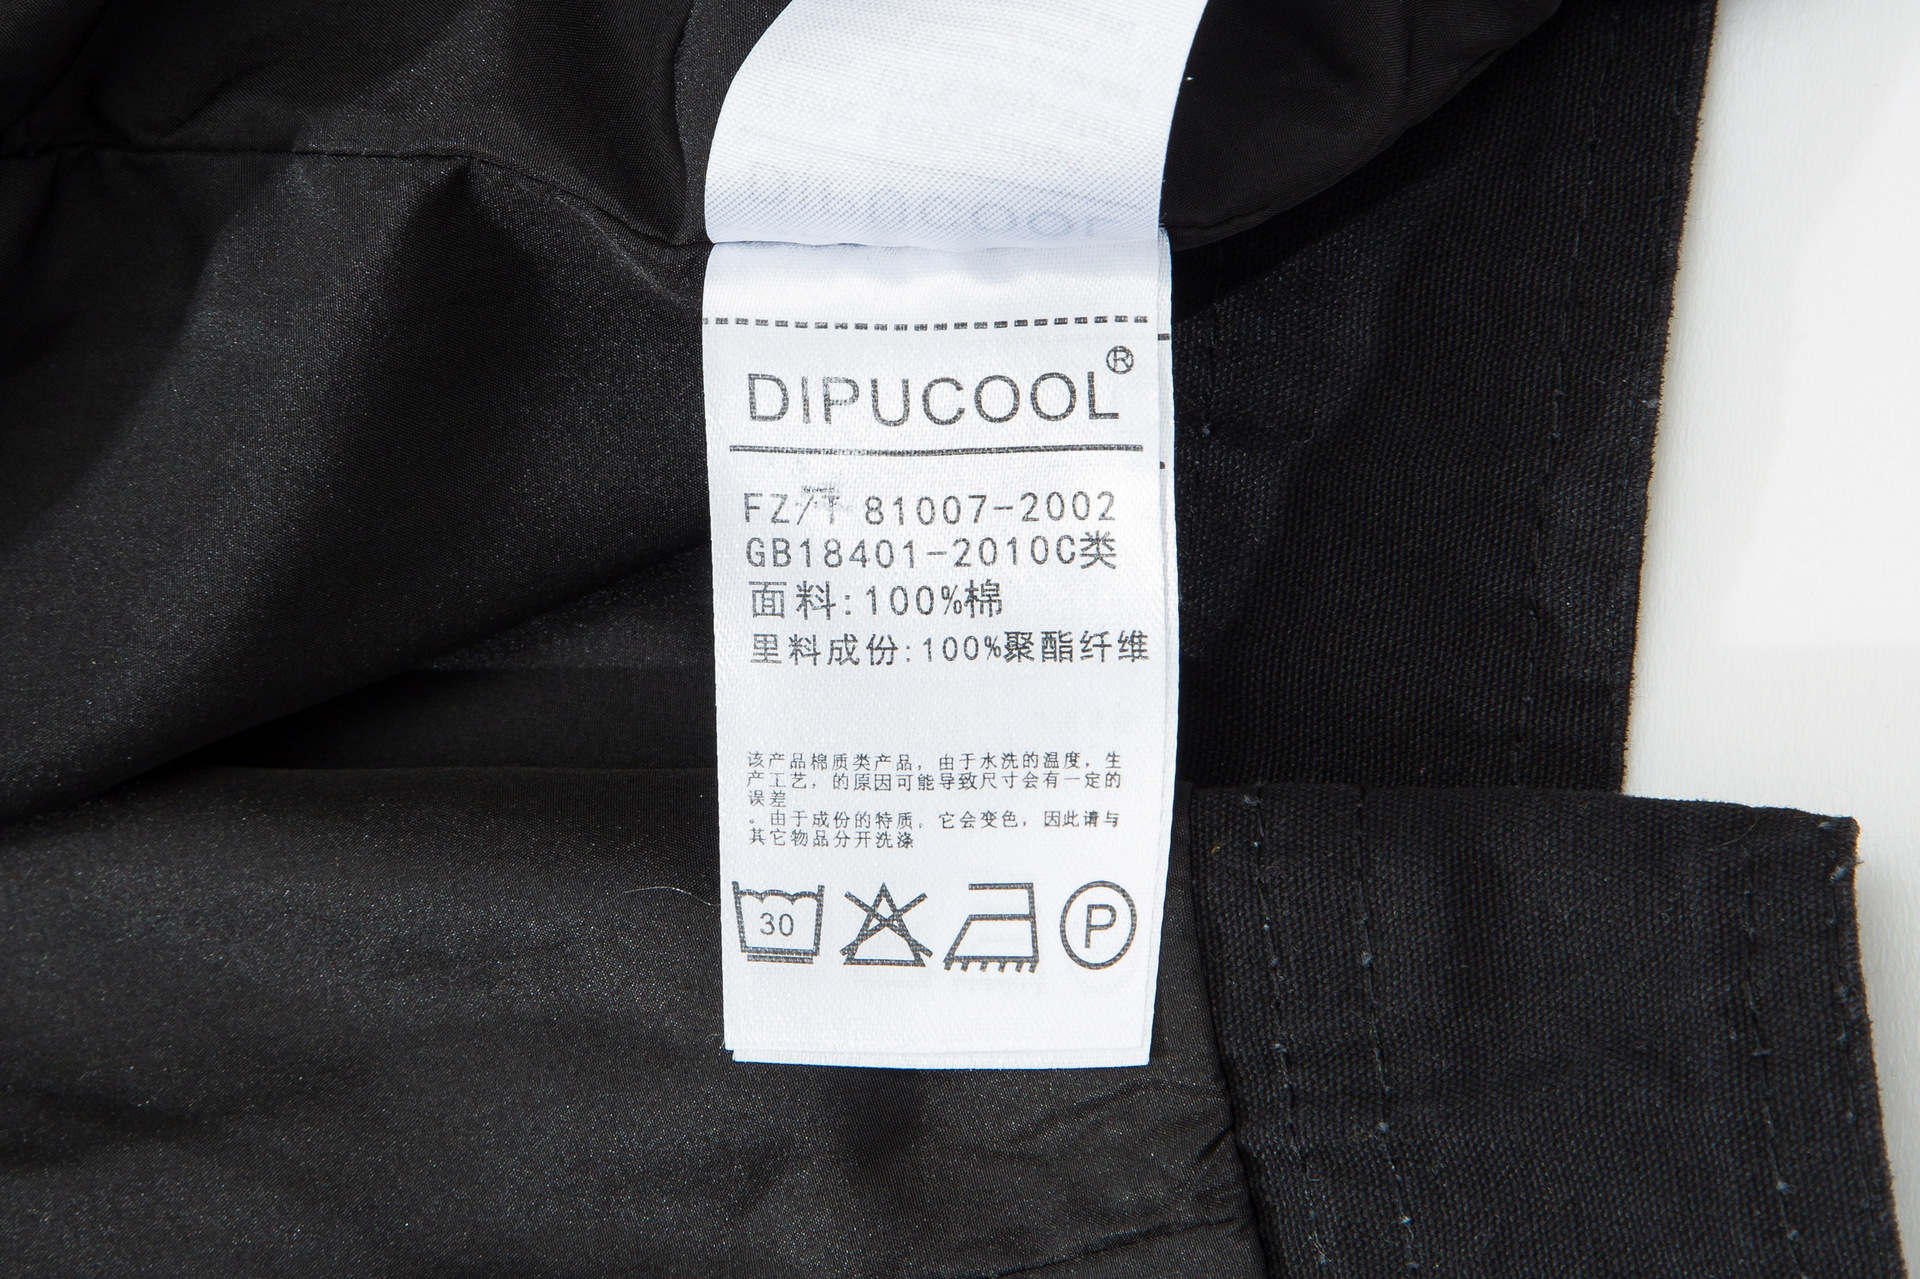 DIPUCOOL®
FZ/T 81007-2002
GB18401-2010C类
面料:100%棉
里料成份:100%聚酯纤维
该产品棉质类产品，由于水洗的温度，生
产工艺，的原因可能导致尺寸会有一定的
误差
。由于成份的特质，它会变色，因此请与
其它物品分开洗涤
30
P